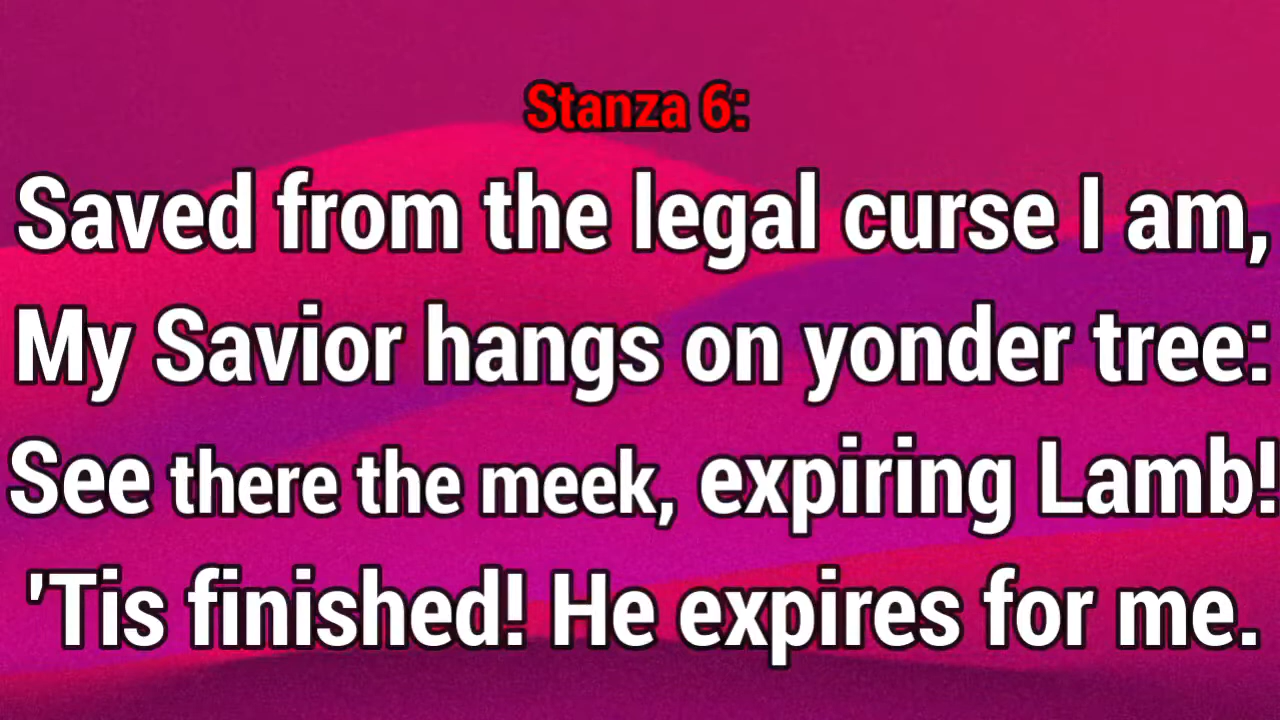 Stanza 6:
Saved from the legal curse I am,
My Savior hangs on yonder tree:
See there the meek, expiring Lamb!
'Tis finished! He expires for me.